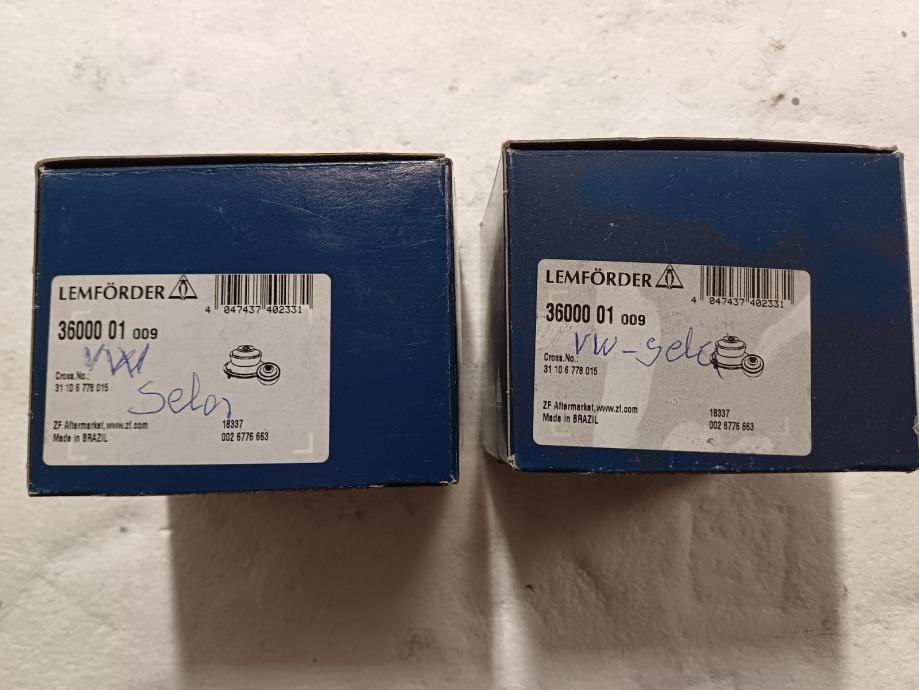 LEMFÖRDER
4 047437 402331
36000 01 009
Cross.No.:
31 10 6 778 015
ZF Aftermarket,www.zf.com
Made in BRAZIL
18337
002 6776 663
LEMFÖRDER
4 047437 402331
36000 01 009
VW-
Cross.No.:
31 10 6 778 015
ZF Aftermarket,www.zf.com
Made in BRAZIL
18337
002 6776 663